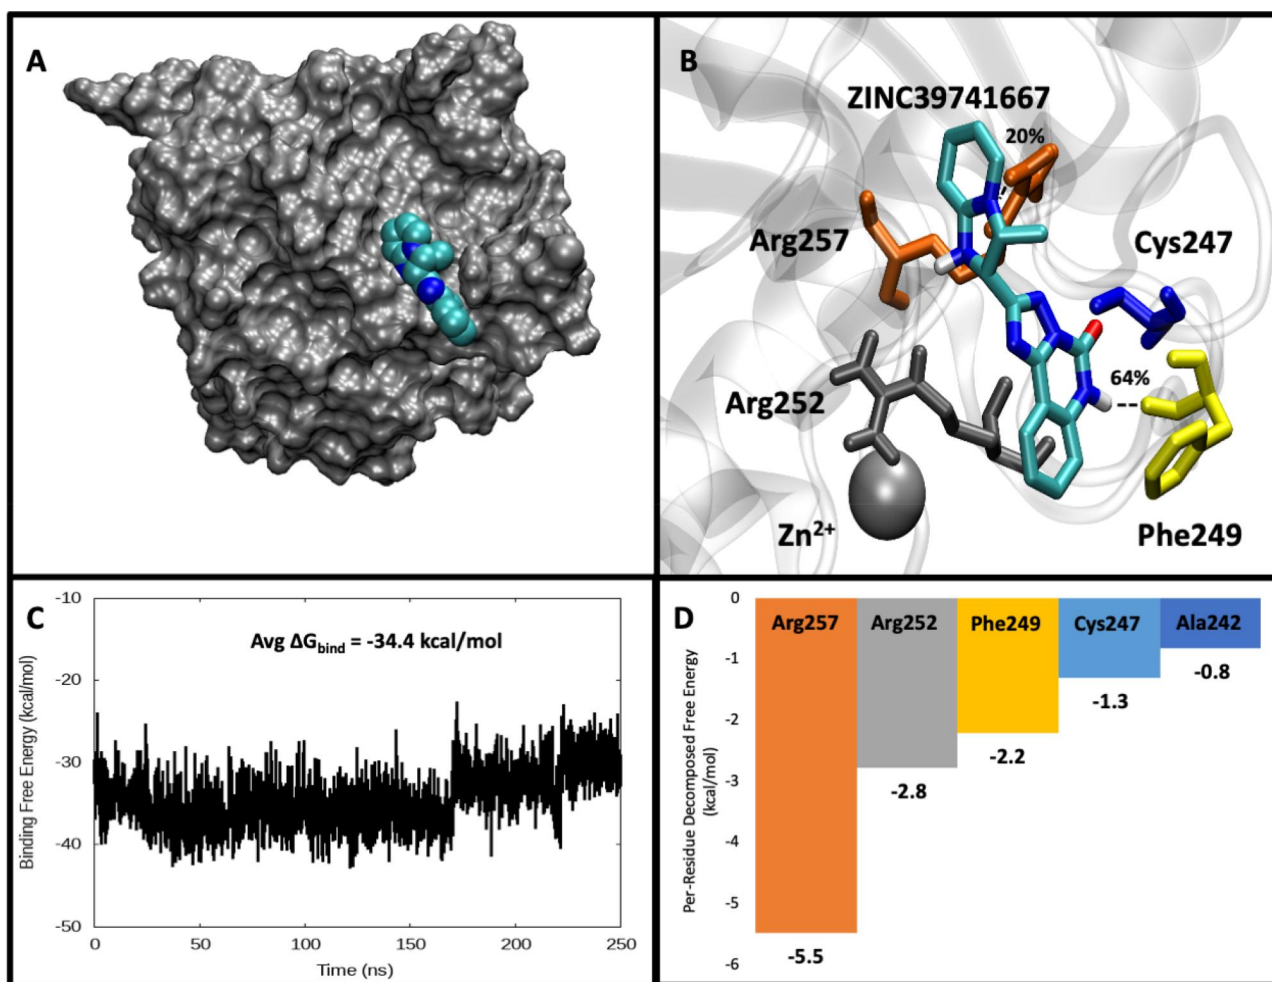 A
B
ZINC39741667
20%
Arg257
Cys247
Arg252
64%
Zn²⁺
Phe249
C
Avg ΔG_bind = -34.4 kcal/mol
Binding Free Energy (kcal/mol)
-10
-20
-30
-40
-50
0
50
100
150
200
250
Time (ns)
D
Per-Residue Decomposed Free Energy
(kcal/mol)
0
-1
-2
-3
-4
-5
-6
Arg257
Arg252
Phe249
Cys247
Ala242
-5.5
-2.8
-2.2
-1.3
-0.8